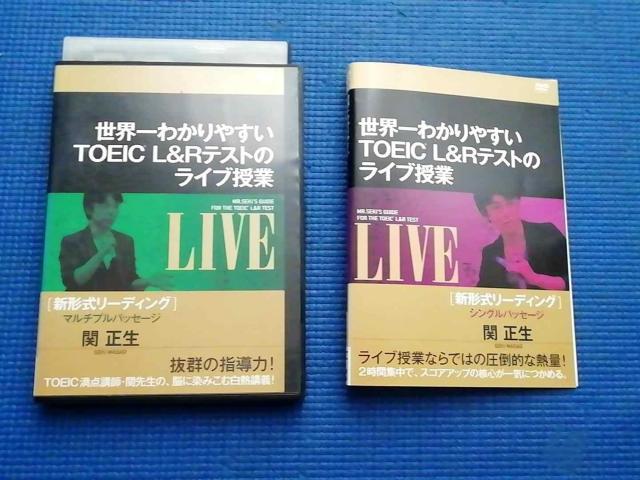 世界一わかりやすい
TOEIC L&Rテストの
ライブ授業
MR.SEKI'S GUIDE
FOR THE TOEIC L&R TEST
LIVE
[新形式リーディング]
マルチプルパッセージ
関 正生
SEKI MASAO
抜群の指導力!
TOEIC満点講師・関先生の、脳に染みこむ白熱講義!
DVD
世界一わかりやすい
TOEIC L&Rテストの
ライブ授業
MR.SEKI'S GUIDE
FOR THE TOEIC L&R TEST
LIVE
[新形式リーディング]
シングルパッセージ
関 正生
SEKI MASAO
ライブ授業ならではの圧倒的な熱量!
2時間集中で、スコアアップの核心が一気につかめる。